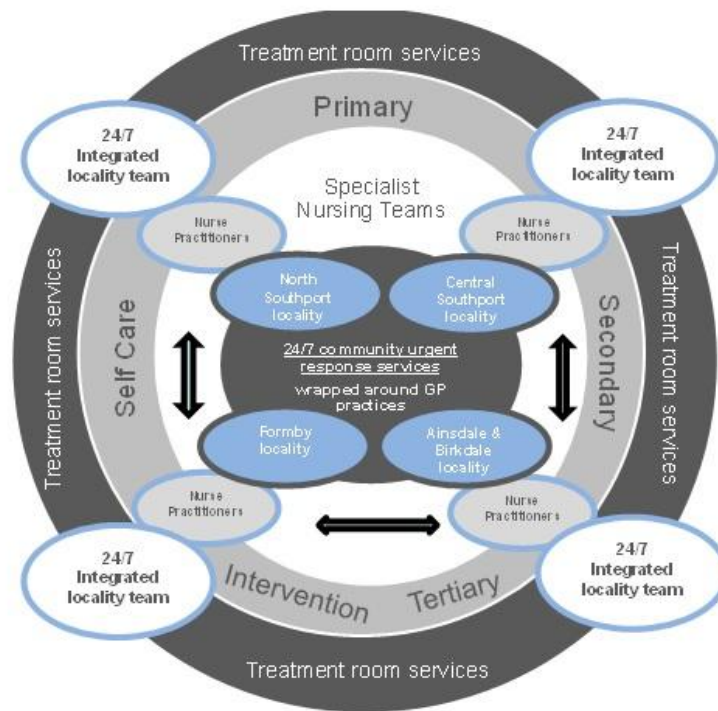 Treatment room services
Primary
24/7
Integrated
locality team
24/7
Integrated
locality team
Specialist
Nursing Teams
Nurse
Practitioners
Nurse
Practitioners
North
Southport
locality
Central
Southport
locality
Treatment room services
Self Care
24/7 community urgent
response services
wrapped around GP
practices
Secondary
Treatment room services
Formby
locality
Ainsdale &
Birkdale
locality
Nurse
Practitioners
Nurse
Practitioners
24/7
Integrated
locality team
24/7
Integrated
locality team
Intervention
Tertiary
Treatment room services